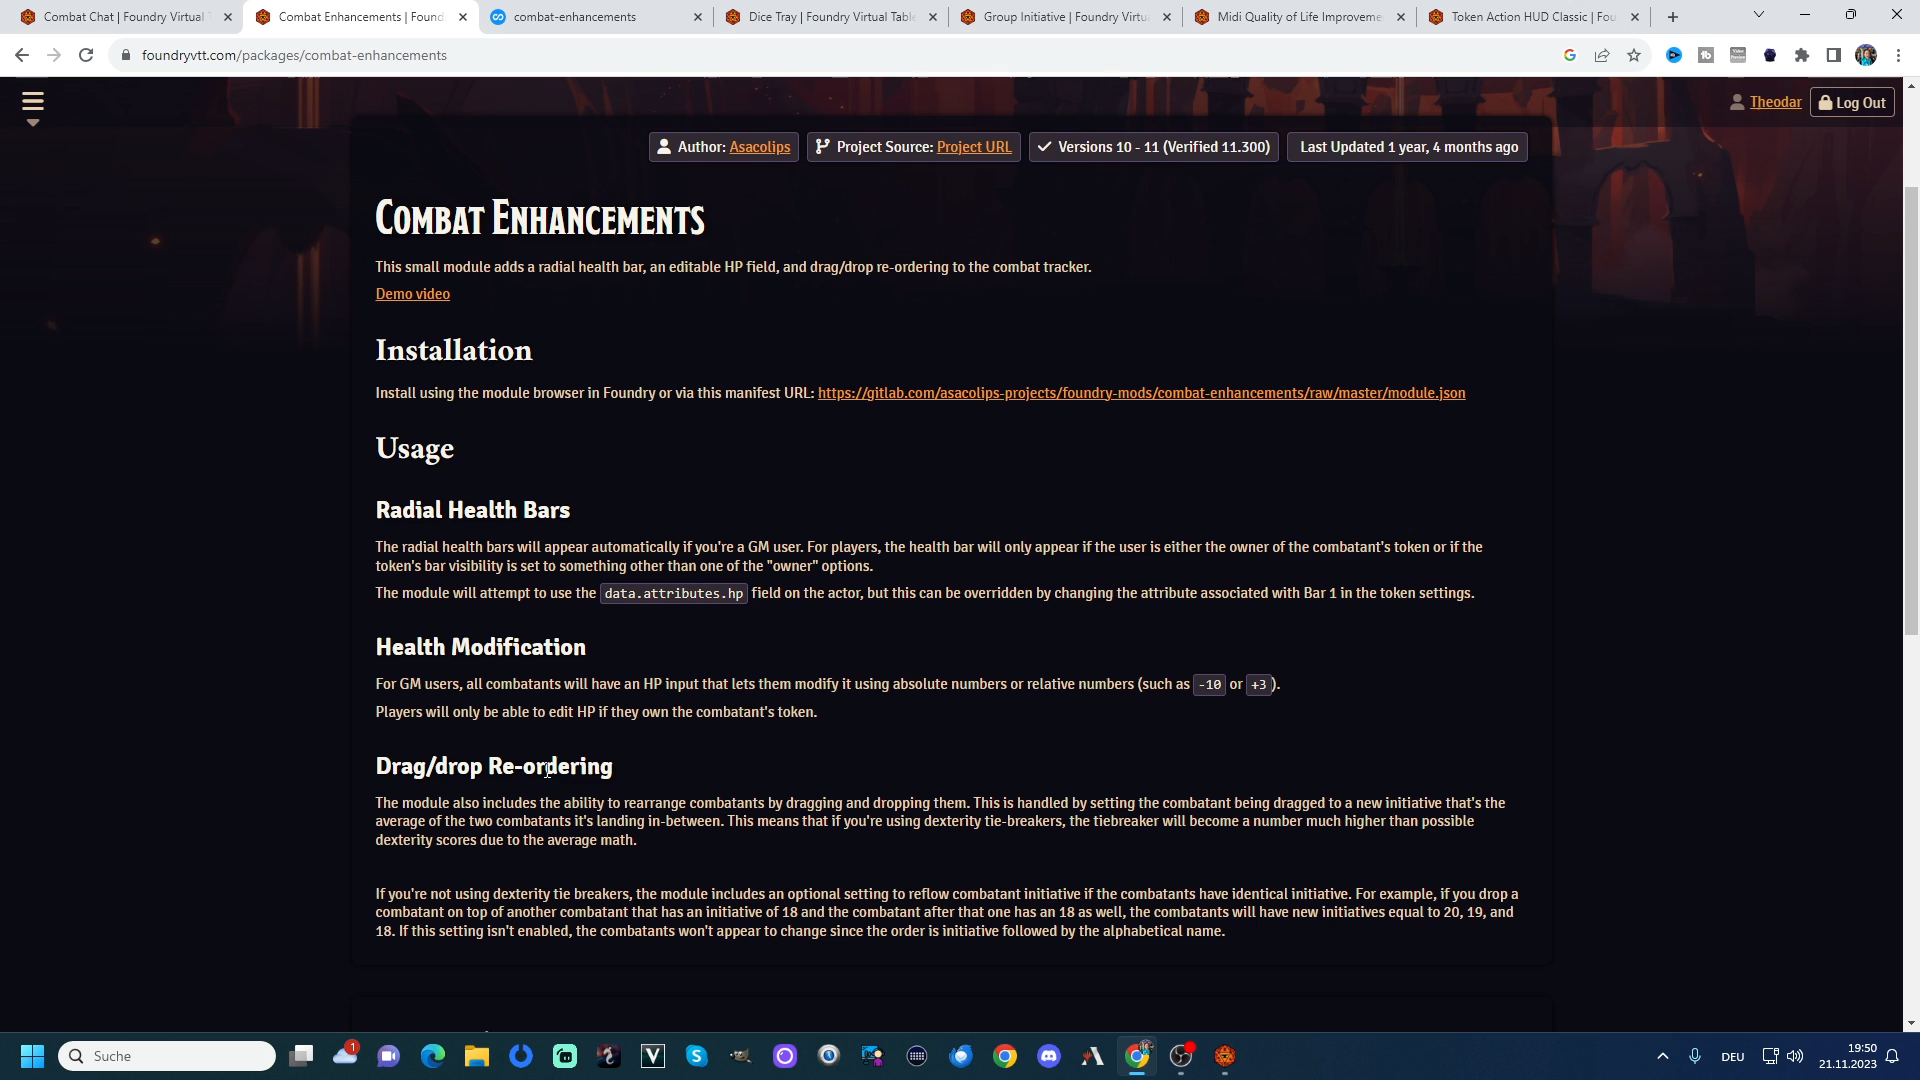 Combat Chat | Foundry Virtual T
Combat Enhancements | Found
combat-enhancements
Dice Tray | Foundry Virtual Table
Group Initiative | Foundry Virtu
Midi Quality of Life Improveme
Token Action HUD Classic | Fou
foundryvtt.com/packages/combat-enhancements
Theodar
Log Out
Author: Asacolips
Project Source: Project URL
Versions 10 - 11 (Verified 11.300)
Last Updated 1 year, 4 months ago
Combat Enhancements
This small module adds a radial health bar, an editable HP field, and drag/drop re-ordering to the combat tracker.
Demo video
Installation
Install using the module browser in Foundry or via this manifest URL: https://gitlab.com/asacolips-projects/foundry-mods/combat-enhancements/raw/master/module.json
Usage
Radial Health Bars
The radial health bars will appear automatically if you're a GM user. For players, the health bar will only appear if the user is either the owner of the combatant's token or if the
token's bar visibility is set to something other than one of the "owner" options.
The module will attempt to use the data.attributes.hp field on the actor, but this can be overridden by changing the attribute associated with Bar 1 in the token settings.
Health Modification
For GM users, all combatants will have an HP input that lets them modify it using absolute numbers or relative numbers (such as -10 or +3).
Players will only be able to edit HP if they own the combatant's token.
Drag/drop Re-ordering
The module also includes the ability to rearrange combatants by dragging and dropping them. This is handled by setting the combatant being dragged to a new initiative that's the
average of the two combatants it's landing in-between. This means that if you're using dexterity tie-breakers, the tiebreaker will become a number much higher than possible
dexterity scores due to the average math.
If you're not using dexterity tie breakers, the module includes an optional setting to reflow combatant initiative if the combatants have identical initiative. For example, if you drop a
combatant on top of another combatant that has an initiative of 18 and the combatant after that one has an 18 as well, the combatants will have new initiatives equal to 20, 19, and
18. If this setting isn't enabled, the combatants won't appear to change since the order is initiative followed by the alphabetical name.
Suche
1
DEU
19:50
21.11.2023